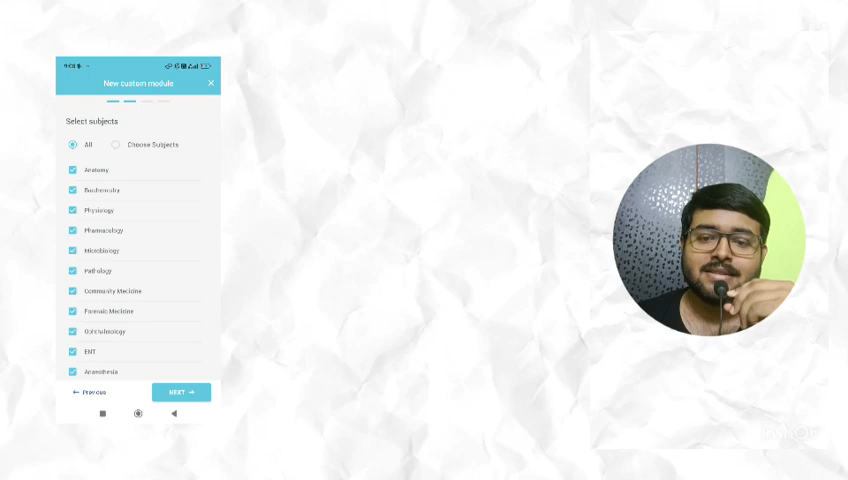 New custom module
Select subjects
All
Choose Subjects
Anatomy
Biochemistry
Physiology
Pharmacology
Microbiology
Pathology
Community Medicine
Forensic Medicine
Ophthalmology
ENT
Anaesthesia
Previous
NEXT